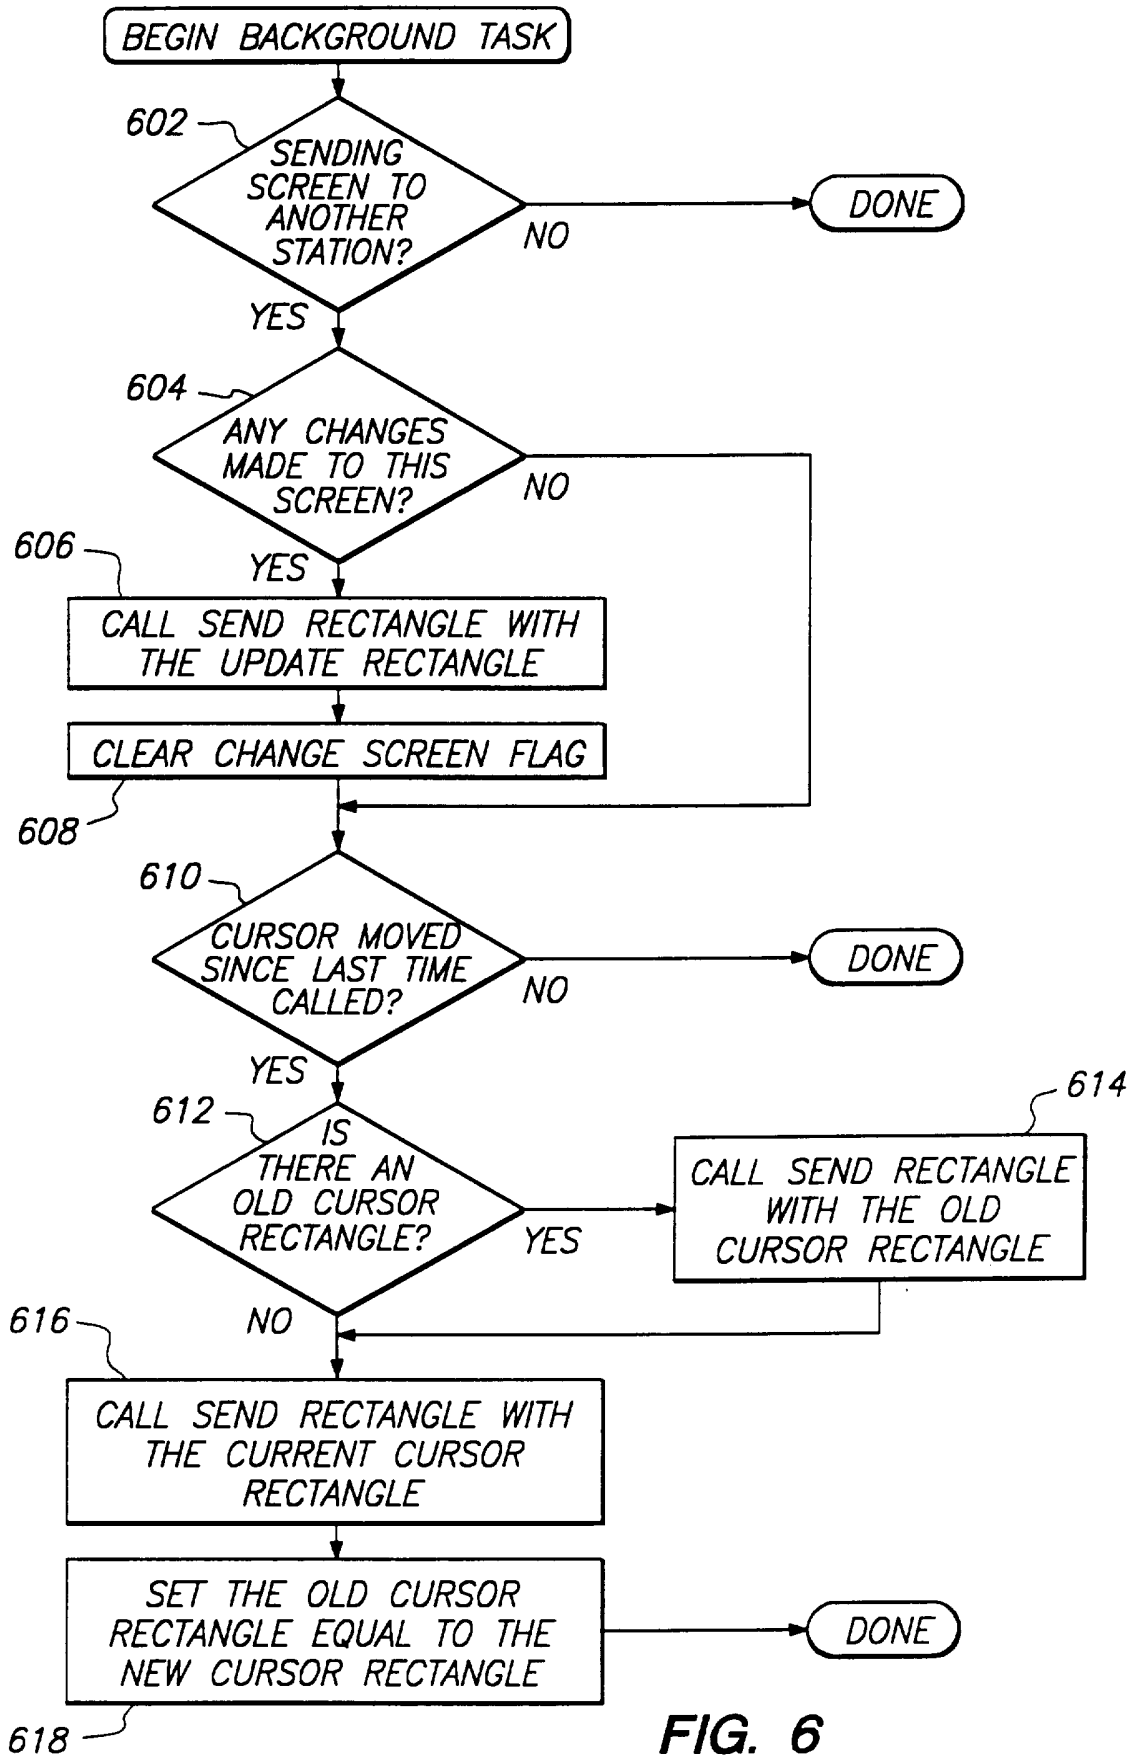 BEGIN BACKGROUND TASK
602
SENDING
SCREEN TO
ANOTHER
STATION?
NO
DONE
YES
604
ANY CHANGES
MADE TO THIS
SCREEN?
NO
YES
606
CALL SEND RECTANGLE WITH
THE UPDATE RECTANGLE
CLEAR CHANGE SCREEN FLAG
608
610
CURSOR MOVED
SINCE LAST TIME
CALLED?
NO
DONE
YES
612
IS
THERE AN
OLD CURSOR
RECTANGLE?
YES
614
CALL SEND RECTANGLE
WITH THE OLD
CURSOR RECTANGLE
NO
616
CALL SEND RECTANGLE WITH
THE CURRENT CURSOR
RECTANGLE
SET THE OLD CURSOR
RECTANGLE EQUAL TO THE
NEW CURSOR RECTANGLE
DONE
618
FIG. 6